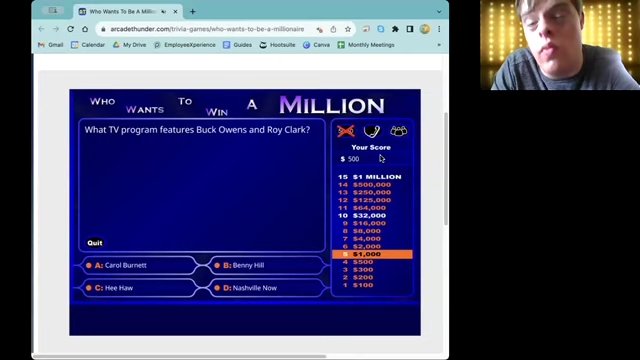 Who Wants To Be A Million
arcadethunder.com/trivia-games/who-wants-to-be-a-millionaire
Gmail
Calendar
My Drive
EmployeeXperience
Google
Hootsuite
Canva
Monthly Meetings
WHO WANTS TO WIN A MILLION
What TV program features Buck Owens and Roy Clark?
Your Score
$ 500
15 $1 MILLION
14 $500,000
13 $250,000
12 $125,000
11 $64,000
10 $32,000
9 $16,000
8 $8,000
7 $4,000
6 $2,000
5 $1,000
4 $500
3 $300
2 $200
1 $100
Quit
A: Carol Burnett
B: Benny Hill
C: Hee Haw
D: Nashville Now